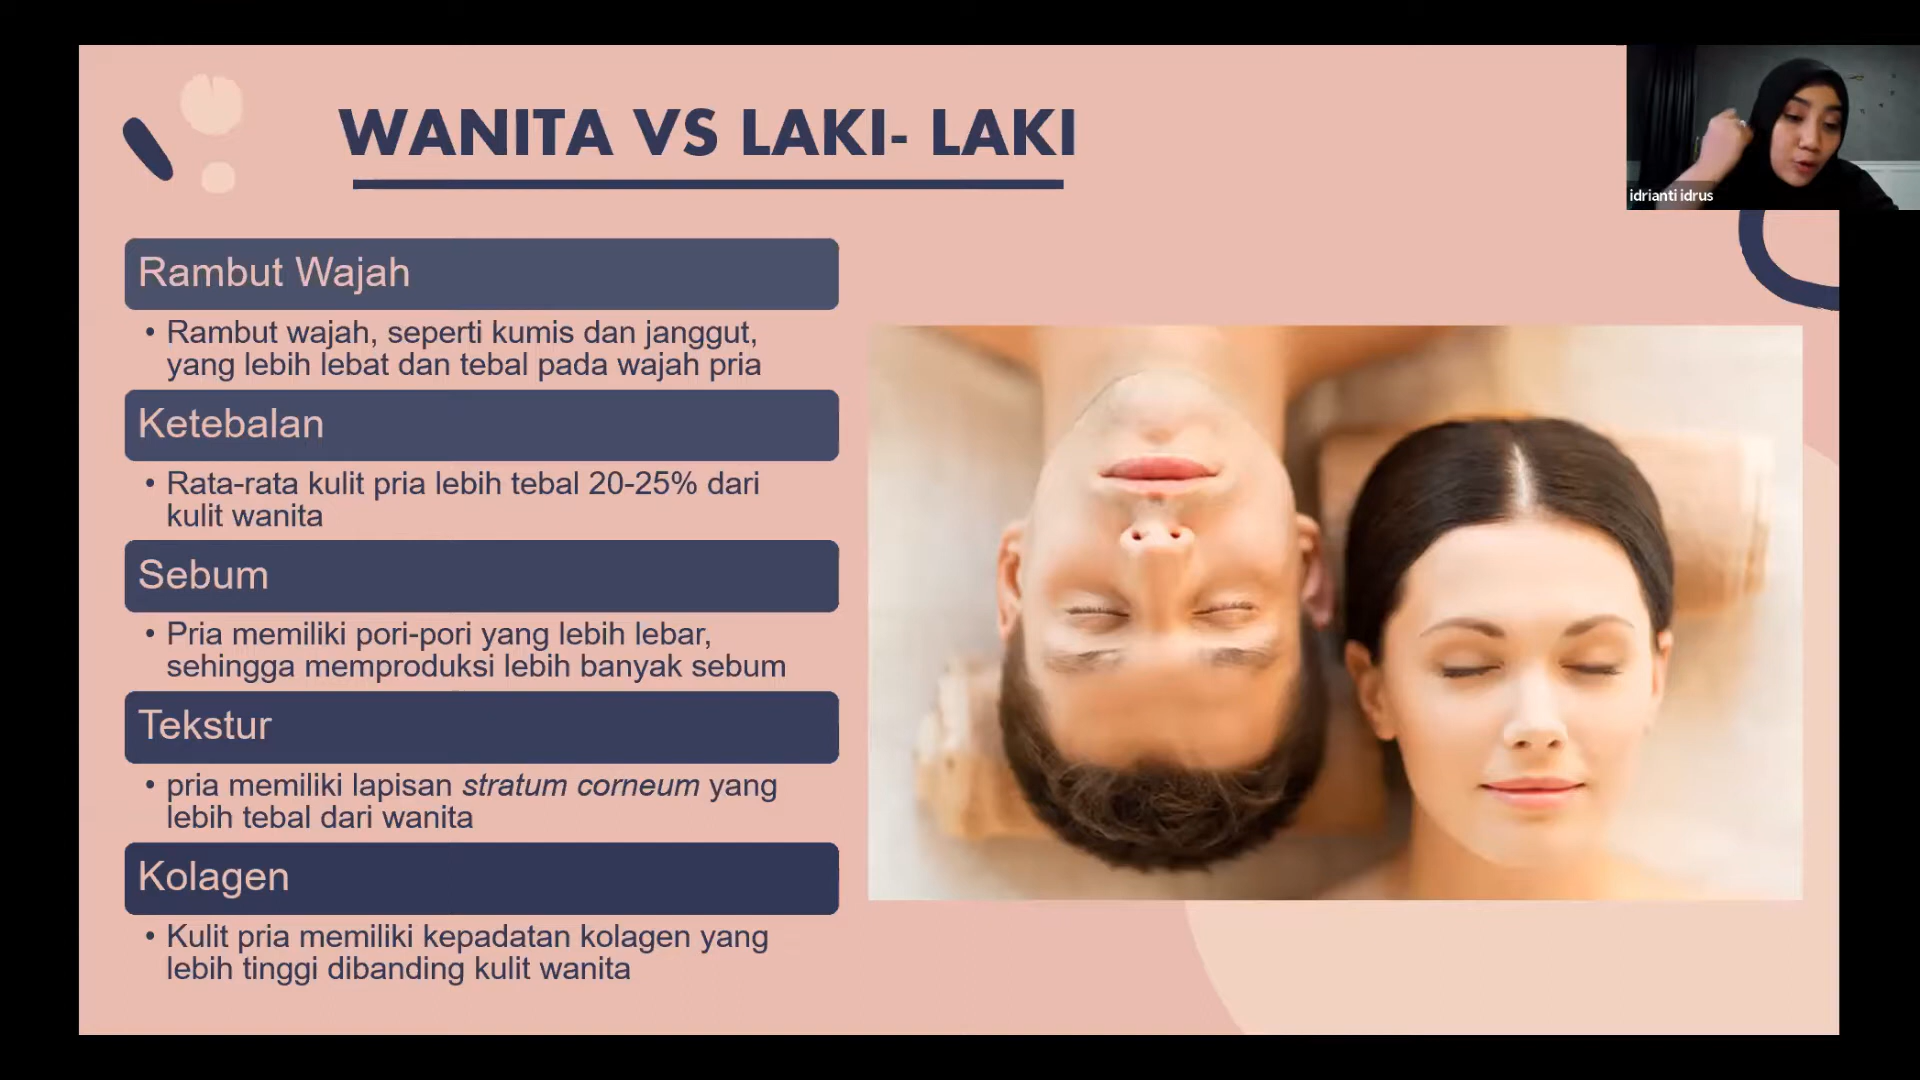 WANITA VS LAKI- LAKI
idrianti idrus
Rambut Wajah
• Rambut wajah, seperti kumis dan janggut,
yang lebih lebat dan tebal pada wajah pria
Ketebalan
• Rata-rata kulit pria lebih tebal 20-25% dari
kulit wanita
Sebum
• Pria memiliki pori-pori yang lebih lebar,
sehingga memproduksi lebih banyak sebum
Tekstur
• pria memiliki lapisan stratum corneum yang
lebih tebal dari wanita
Kolagen
• Kulit pria memiliki kepadatan kolagen yang
lebih tinggi dibanding kulit wanita